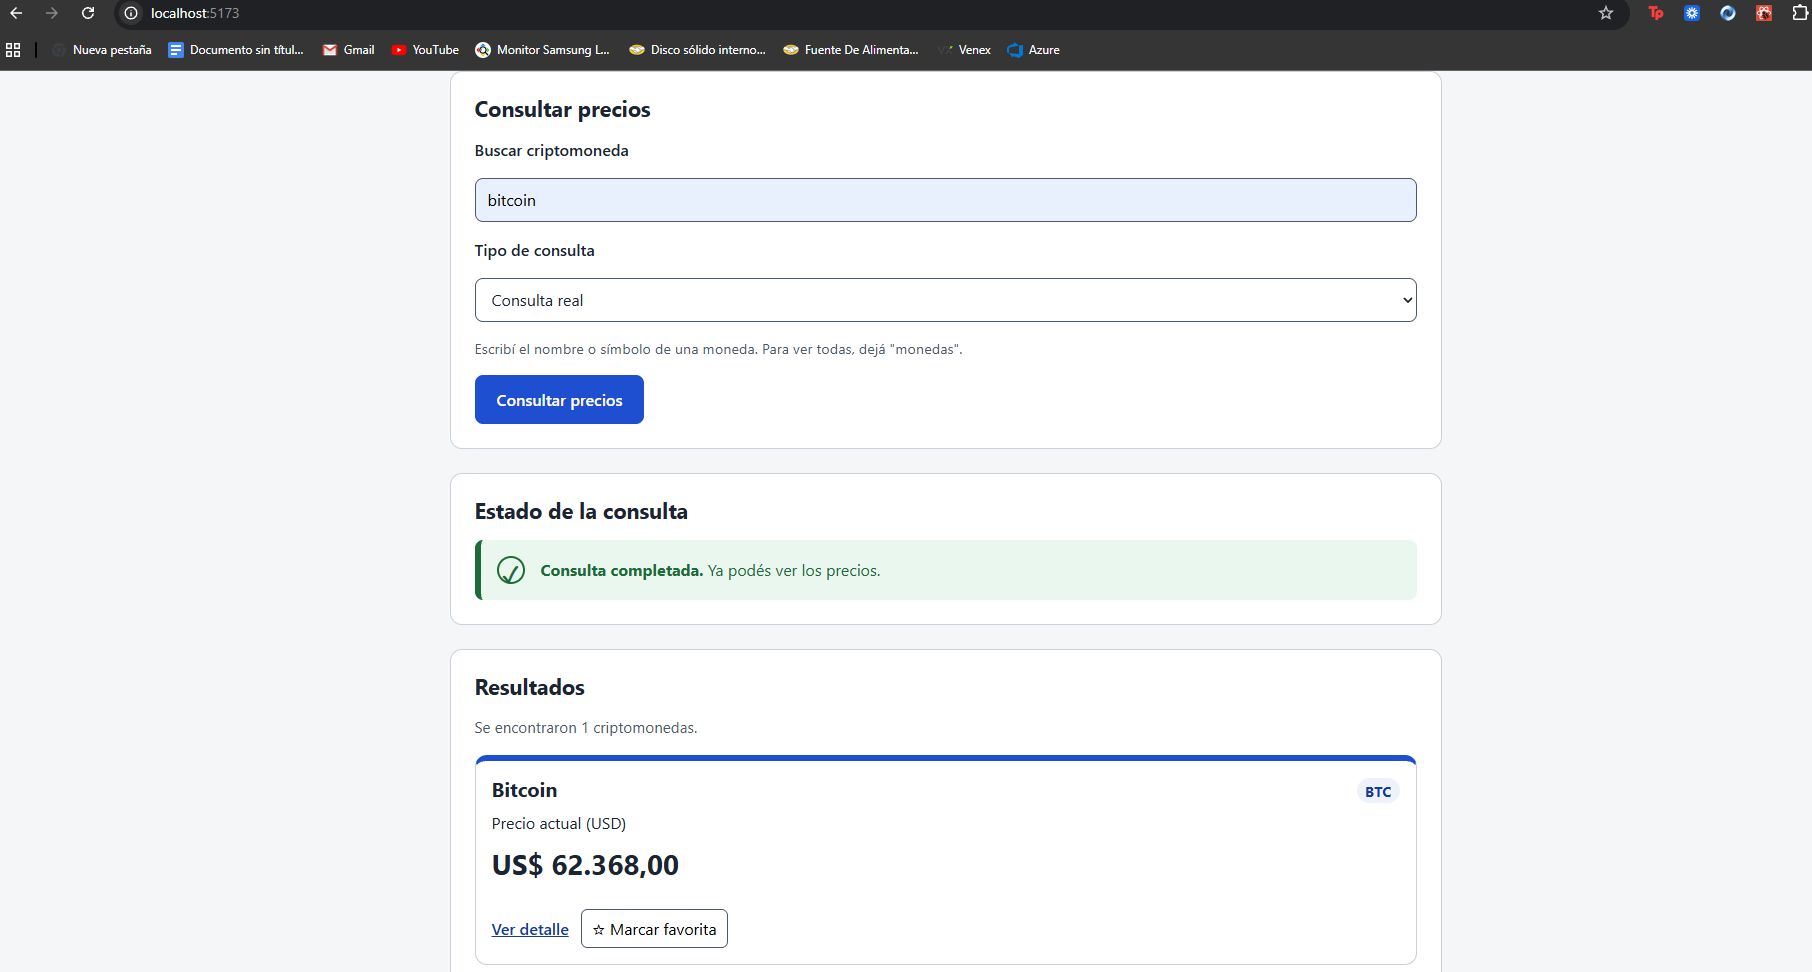 localhost:5173
Nueva pestaña
Documento sin títul...
Gmail
YouTube
Monitor Samsung L...
Disco sólido interno...
Fuente De Alimenta...
Venex
Azure
Consultar precios
Buscar criptomoneda
bitcoin
Tipo de consulta
Consulta real
Escribí el nombre o símbolo de una moneda. Para ver todas, dejá "monedas".
Consultar precios
Estado de la consulta
Consulta completada. Ya podés ver los precios.
Resultados
Se encontraron 1 criptomonedas.
Bitcoin
BTC
Precio actual (USD)
US$ 62.368,00
Ver detalle
☆ Marcar favorita